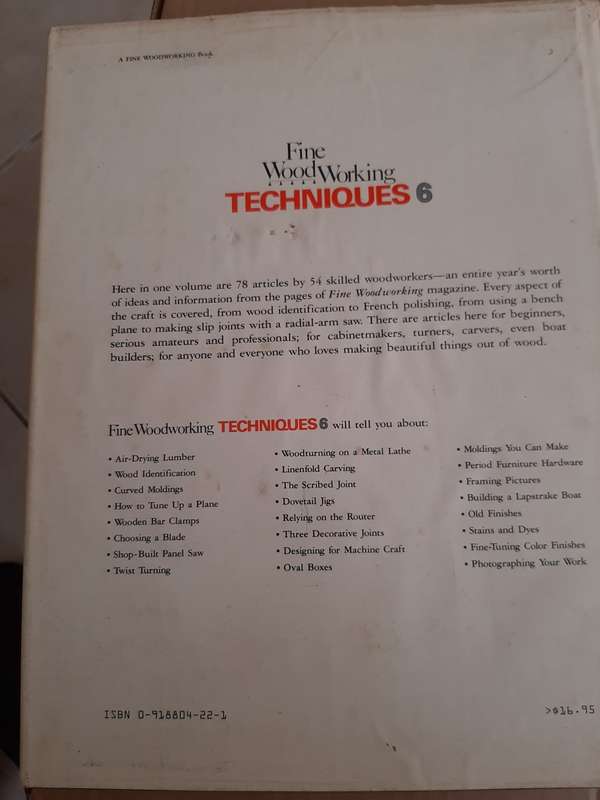 A FINE WOODWORKING Book
Fine
WoodWorking
TECHNIQUES 6
Here in one volume are 78 articles by 54 skilled woodworkers—an entire year's worth
of ideas and information from the pages of Fine Woodworking magazine. Every aspect of
the craft is covered, from wood identification to French polishing, from using a bench
plane to making slip joints with a radial-arm saw. There are articles here for beginners,
serious amateurs and professionals; for cabinetmakers, turners, carvers, even boat
builders; for anyone and everyone who loves making beautiful things out of wood.
Fine Woodworking TECHNIQUES 6 will tell you about:
• Air-Drying Lumber
• Wood Identification
• Curved Moldings
• How to Tune Up a Plane
• Wooden Bar Clamps
• Choosing a Blade
• Shop-Built Panel Saw
• Twist Turning
• Woodturning on a Metal Lathe
• Linenfold Carving
• The Scribed Joint
• Dovetail Jigs
• Relying on the Router
• Three Decorative Joints
• Designing for Machine Craft
• Oval Boxes
• Moldings You Can Make
• Period Furniture Hardware
• Framing Pictures
• Building a Lapstrake Boat
• Old Finishes
• Stains and Dyes
• Fine-Tuning Color Finishes
• Photographing Your Work
ISBN 0-918804-22-1
>$16.95